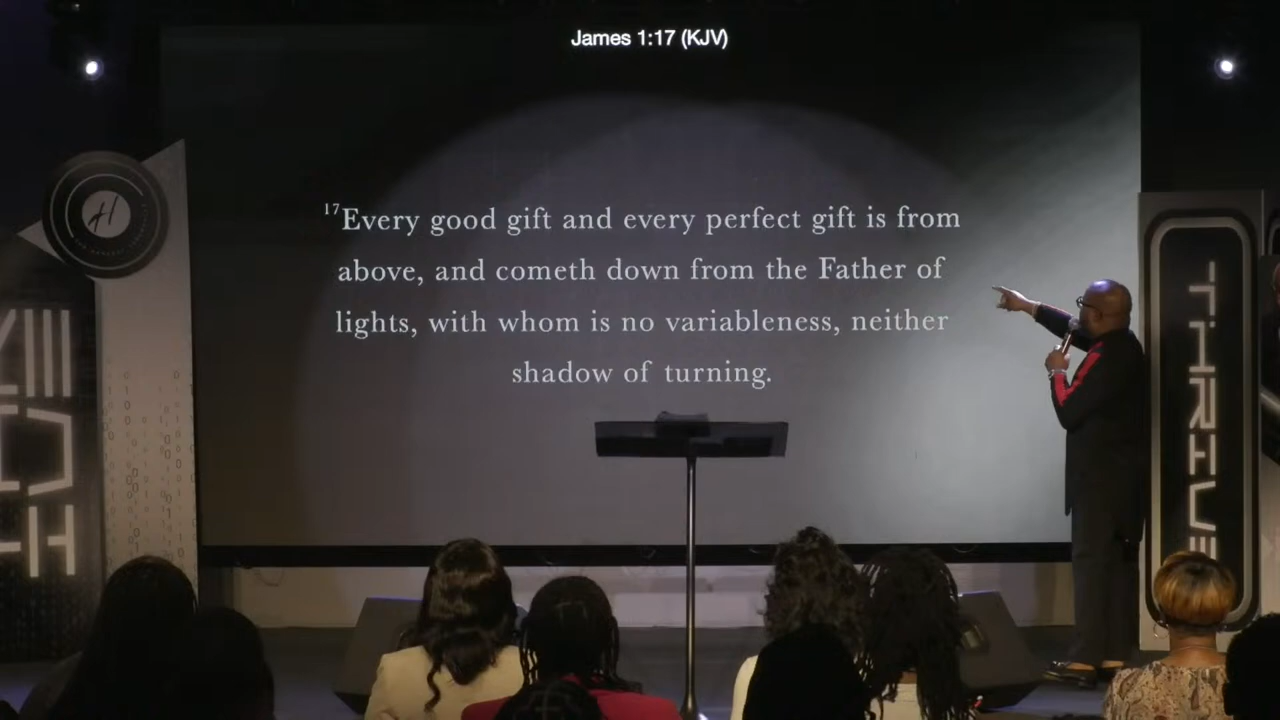 James 1:17 (KJV)
17Every good gift and every perfect gift is from
above, and cometh down from the Father of
lights, with whom is no variableness, neither
shadow of turning.
H
THRIVE